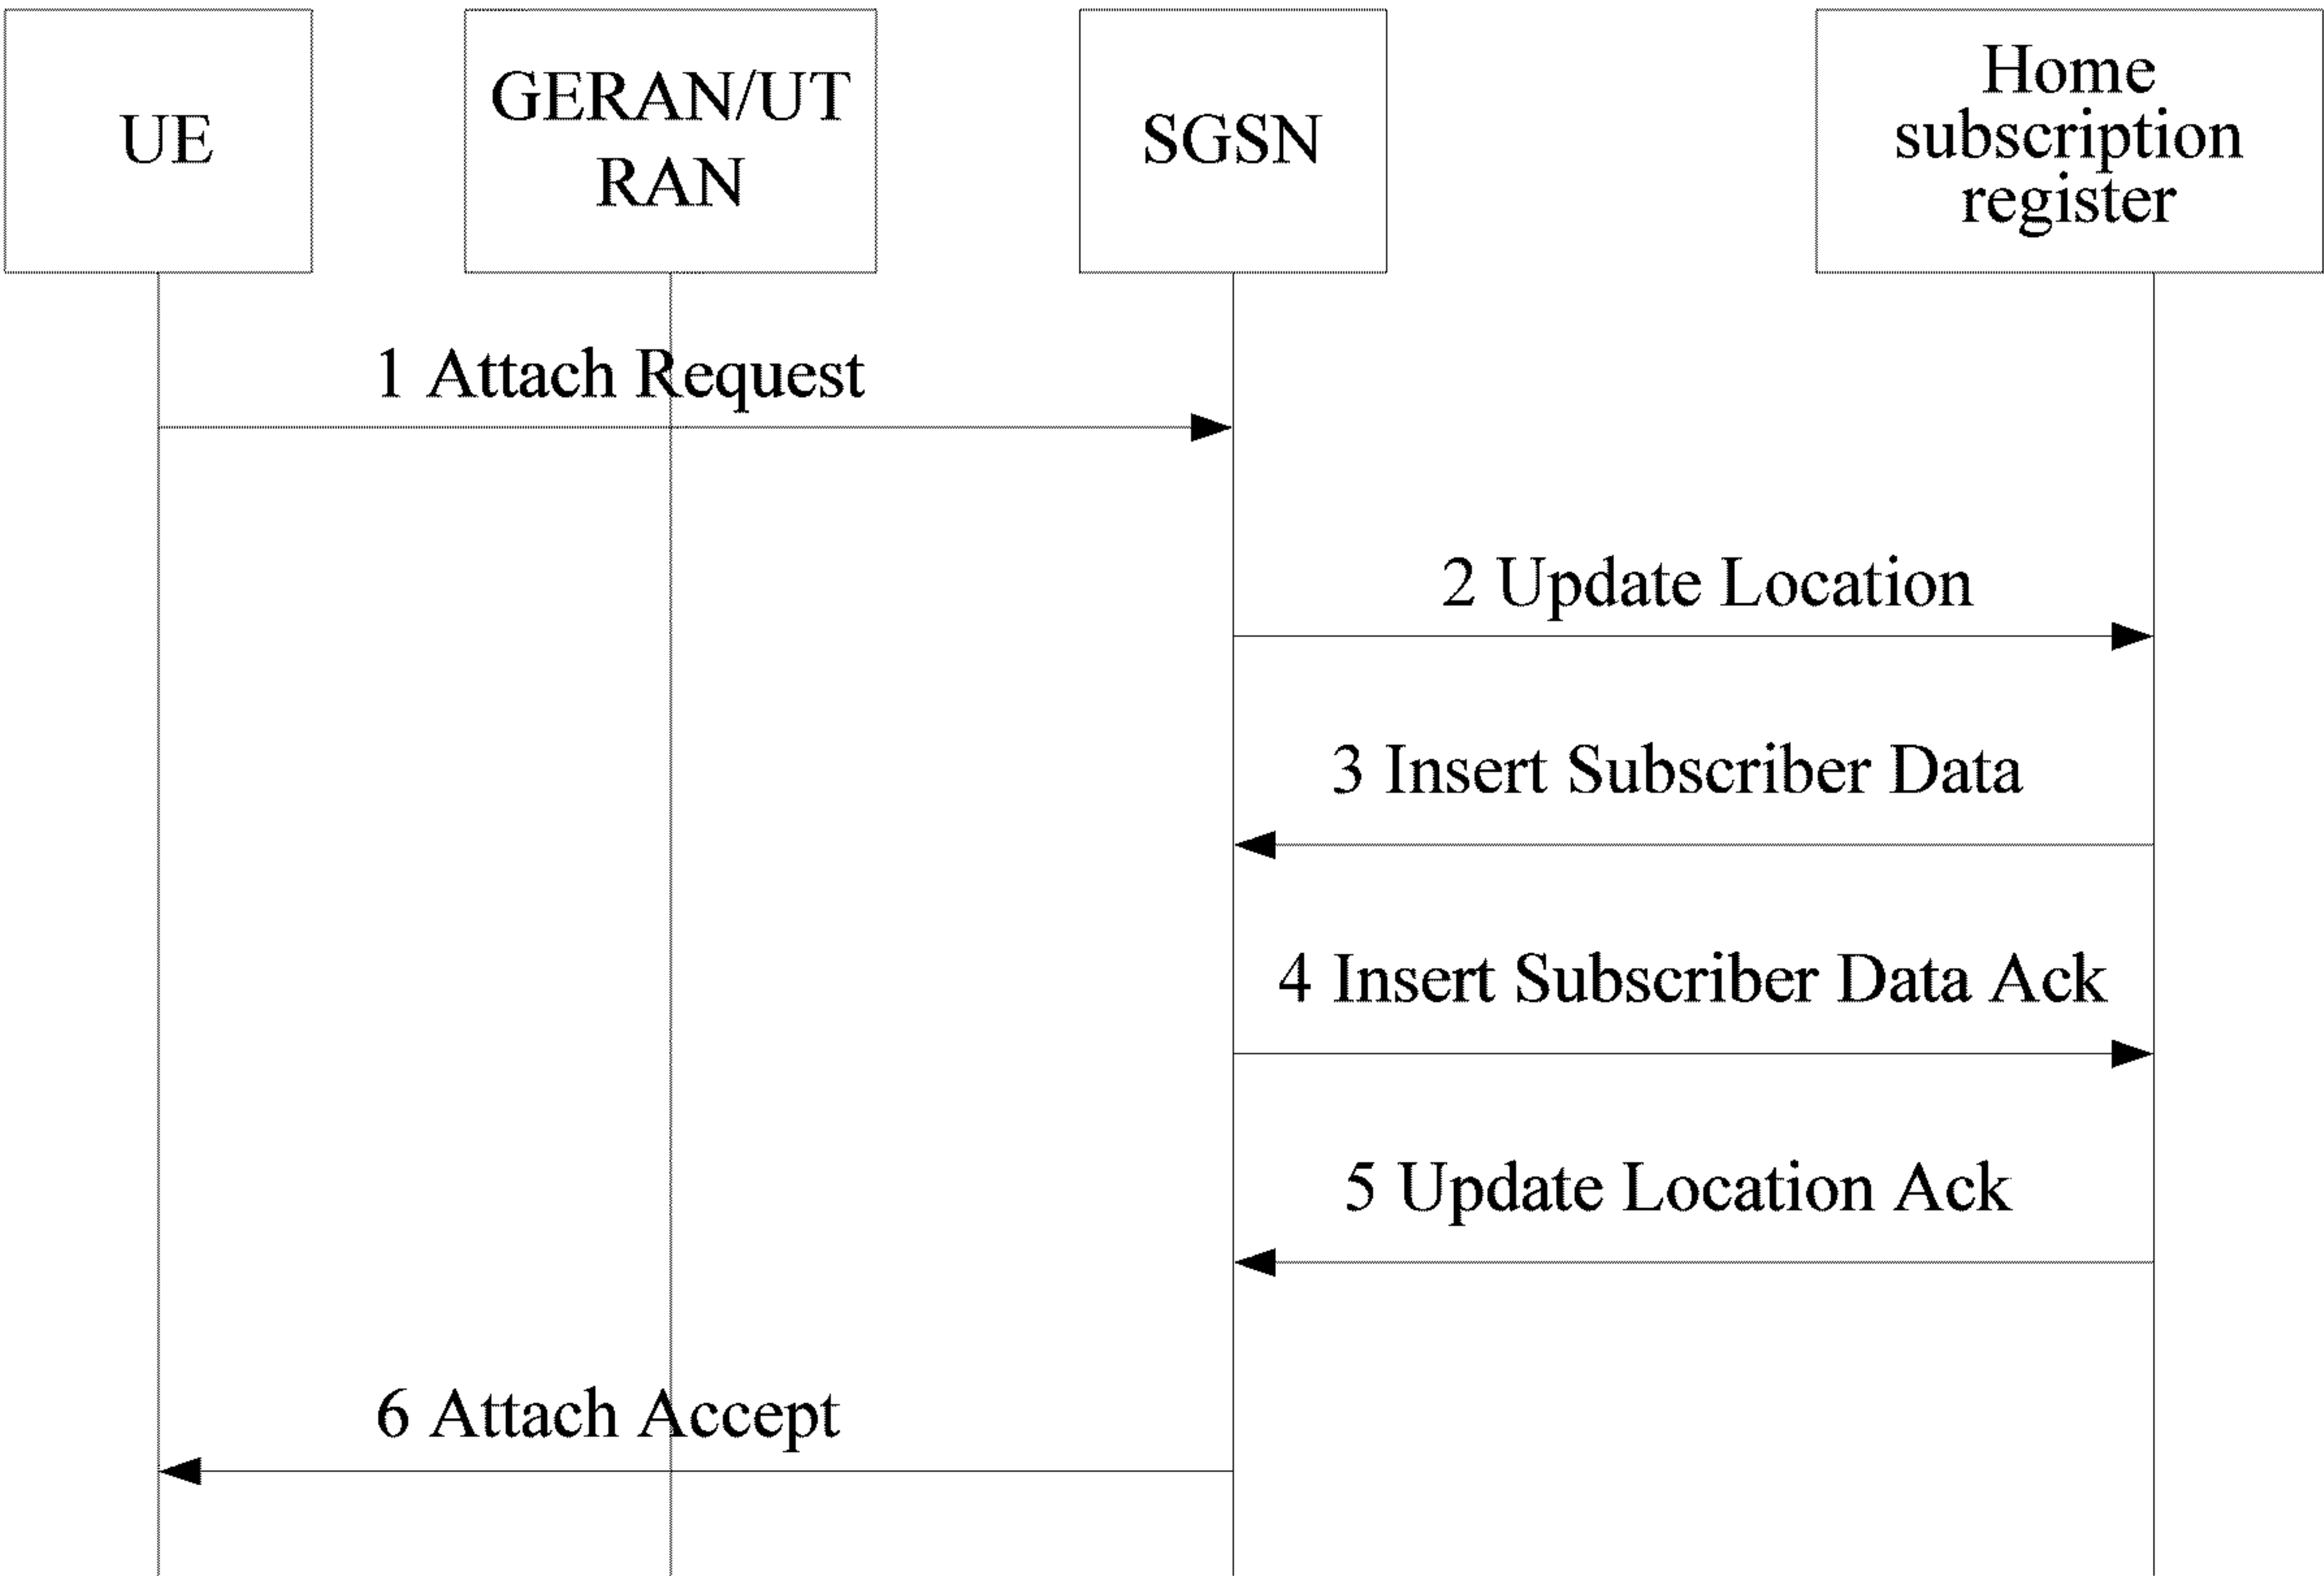 UE
GERAN/UT
RAN
SGSN
Home
subscription
register
1 Attach Request
2 Update Location
3 Insert Subscriber Data
4 Insert Subscriber Data Ack
5 Update Location Ack
6 Attach Accept